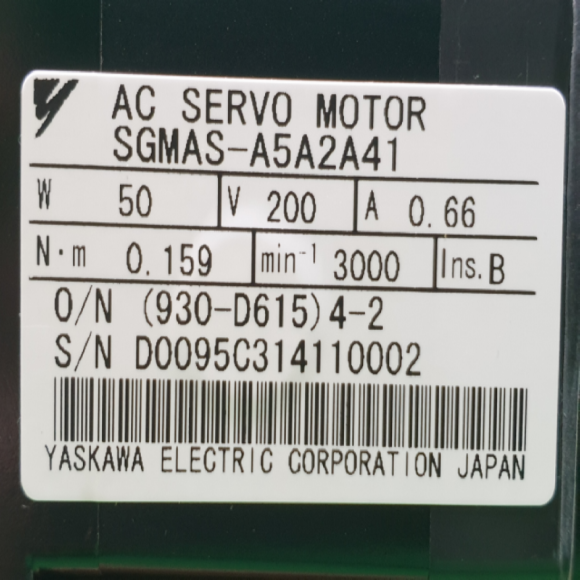 AC SERVO MOTOR
SGMAS-A5A2A41
W 50 V 200 A 0.66
N·m 0.159 min⁻¹ 3000 Ins. B
O/N (930-D615)4-2
S/N D0095C314110002
YASKAWA ELECTRIC CORPORATION JAPAN